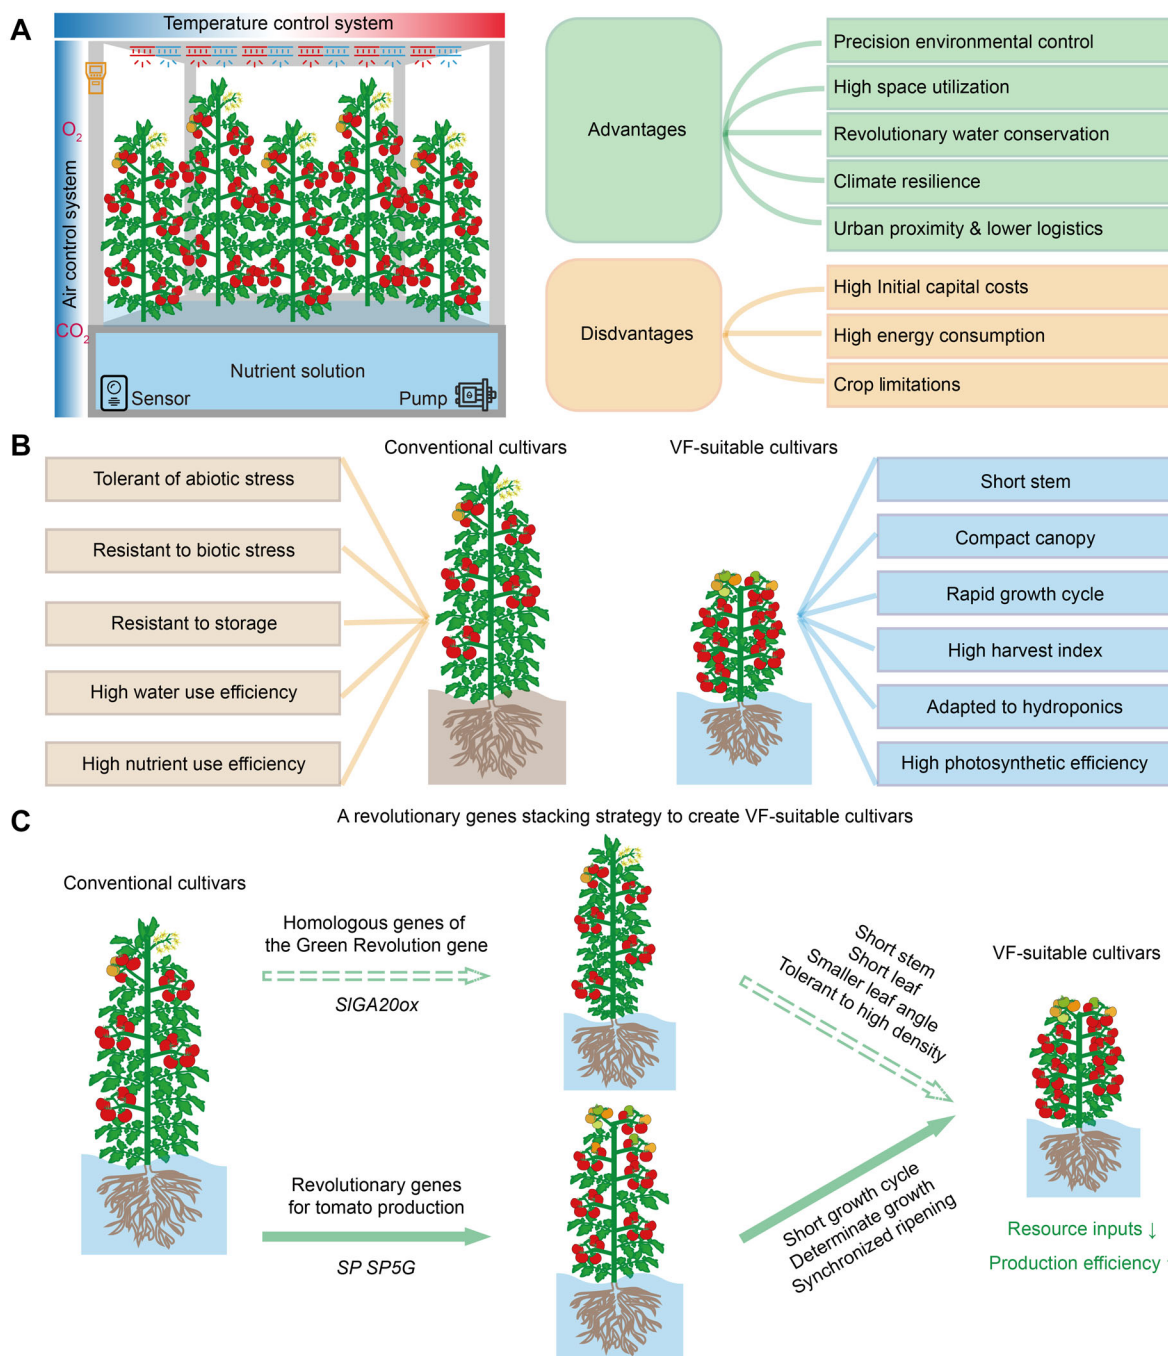 A
Temperature control system
Air control system
O2
CO2
Nutrient solution
Sensor
Pump
Advantages
Precision environmental control
High space utilization
Revolutionary water conservation
Climate resilience
Urban proximity & lower logistics
Disdvantages
High Initial capital costs
High energy consumption
Crop limitations
B
Conventional cultivars
VF-suitable cultivars
Tolerant of abiotic stress
Resistant to biotic stress
Resistant to storage
High water use efficiency
High nutrient use efficiency
Short stem
Compact canopy
Rapid growth cycle
High harvest index
Adapted to hydroponics
High photosynthetic efficiency
C
A revolutionary genes stacking strategy to create VF-suitable cultivars
Conventional cultivars
Homologous genes of
the Green Revolution gene
SlGA20ox
Revolutionary genes
for tomato production
SP SP5G
Short stem
Short leaf
Smaller leaf angle
Tolerant to high density
Short growth cycle
Determinate growth
Synchronized ripening
VF-suitable cultivars
Resource inputs ↓
Production efficiency ↑